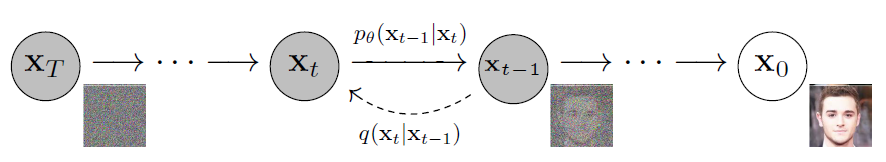 p_θ(x_{t−1}|x_t)
x_T → ··· → x_t → x_{t−1} → ··· → x_0
q(x_t|x_{t−1})